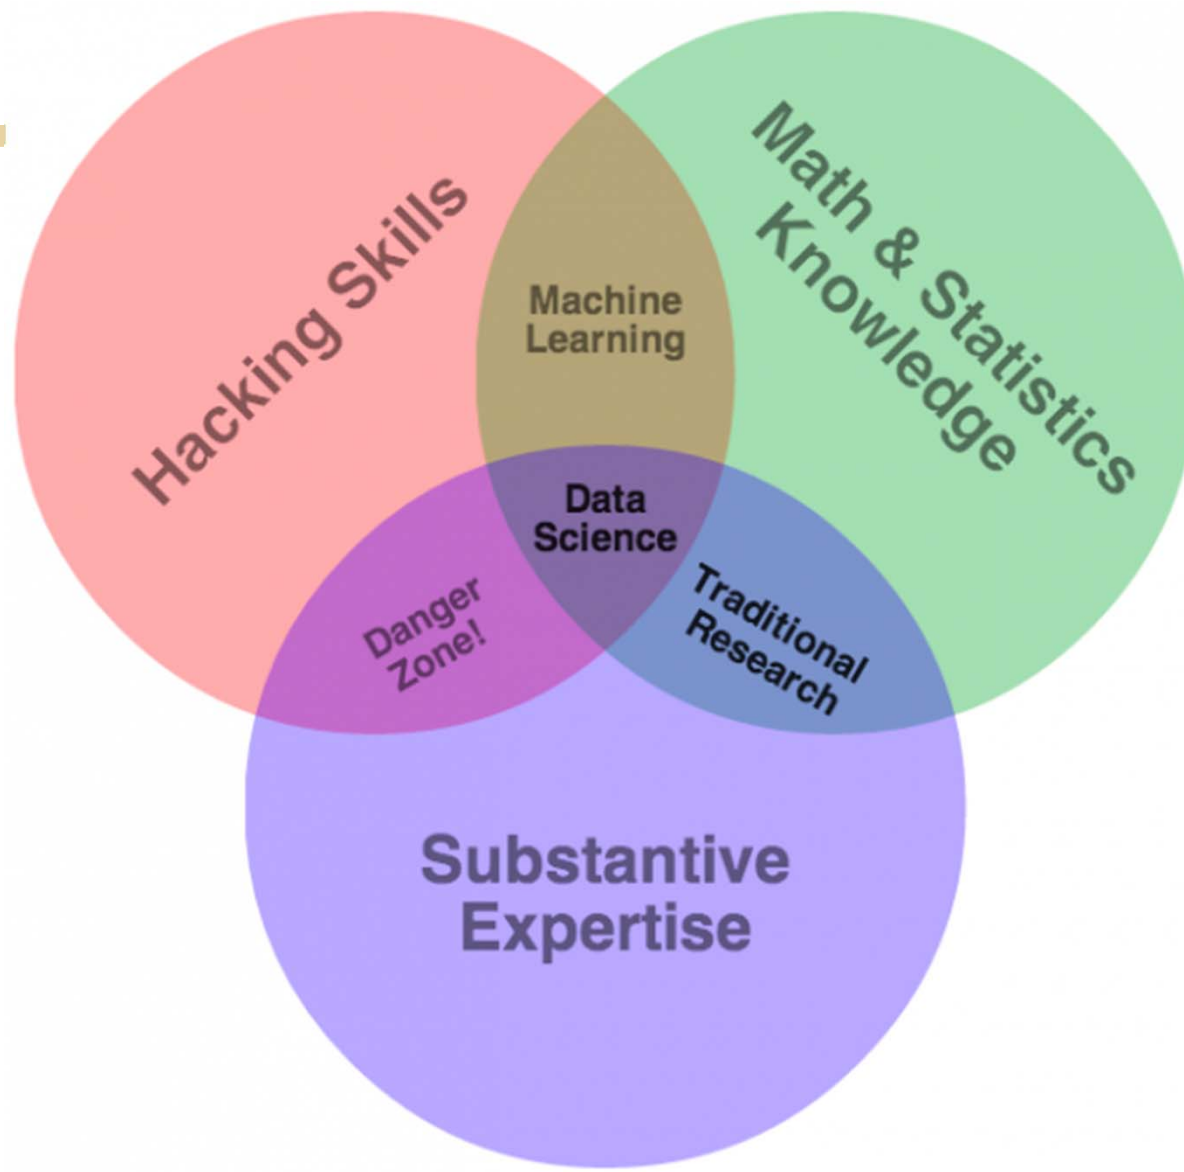 Hacking Skills
Math & Statistics
Knowledge
Machine
Learning
Data
Science
Danger
Zone!
Traditional
Research
Substantive
Expertise